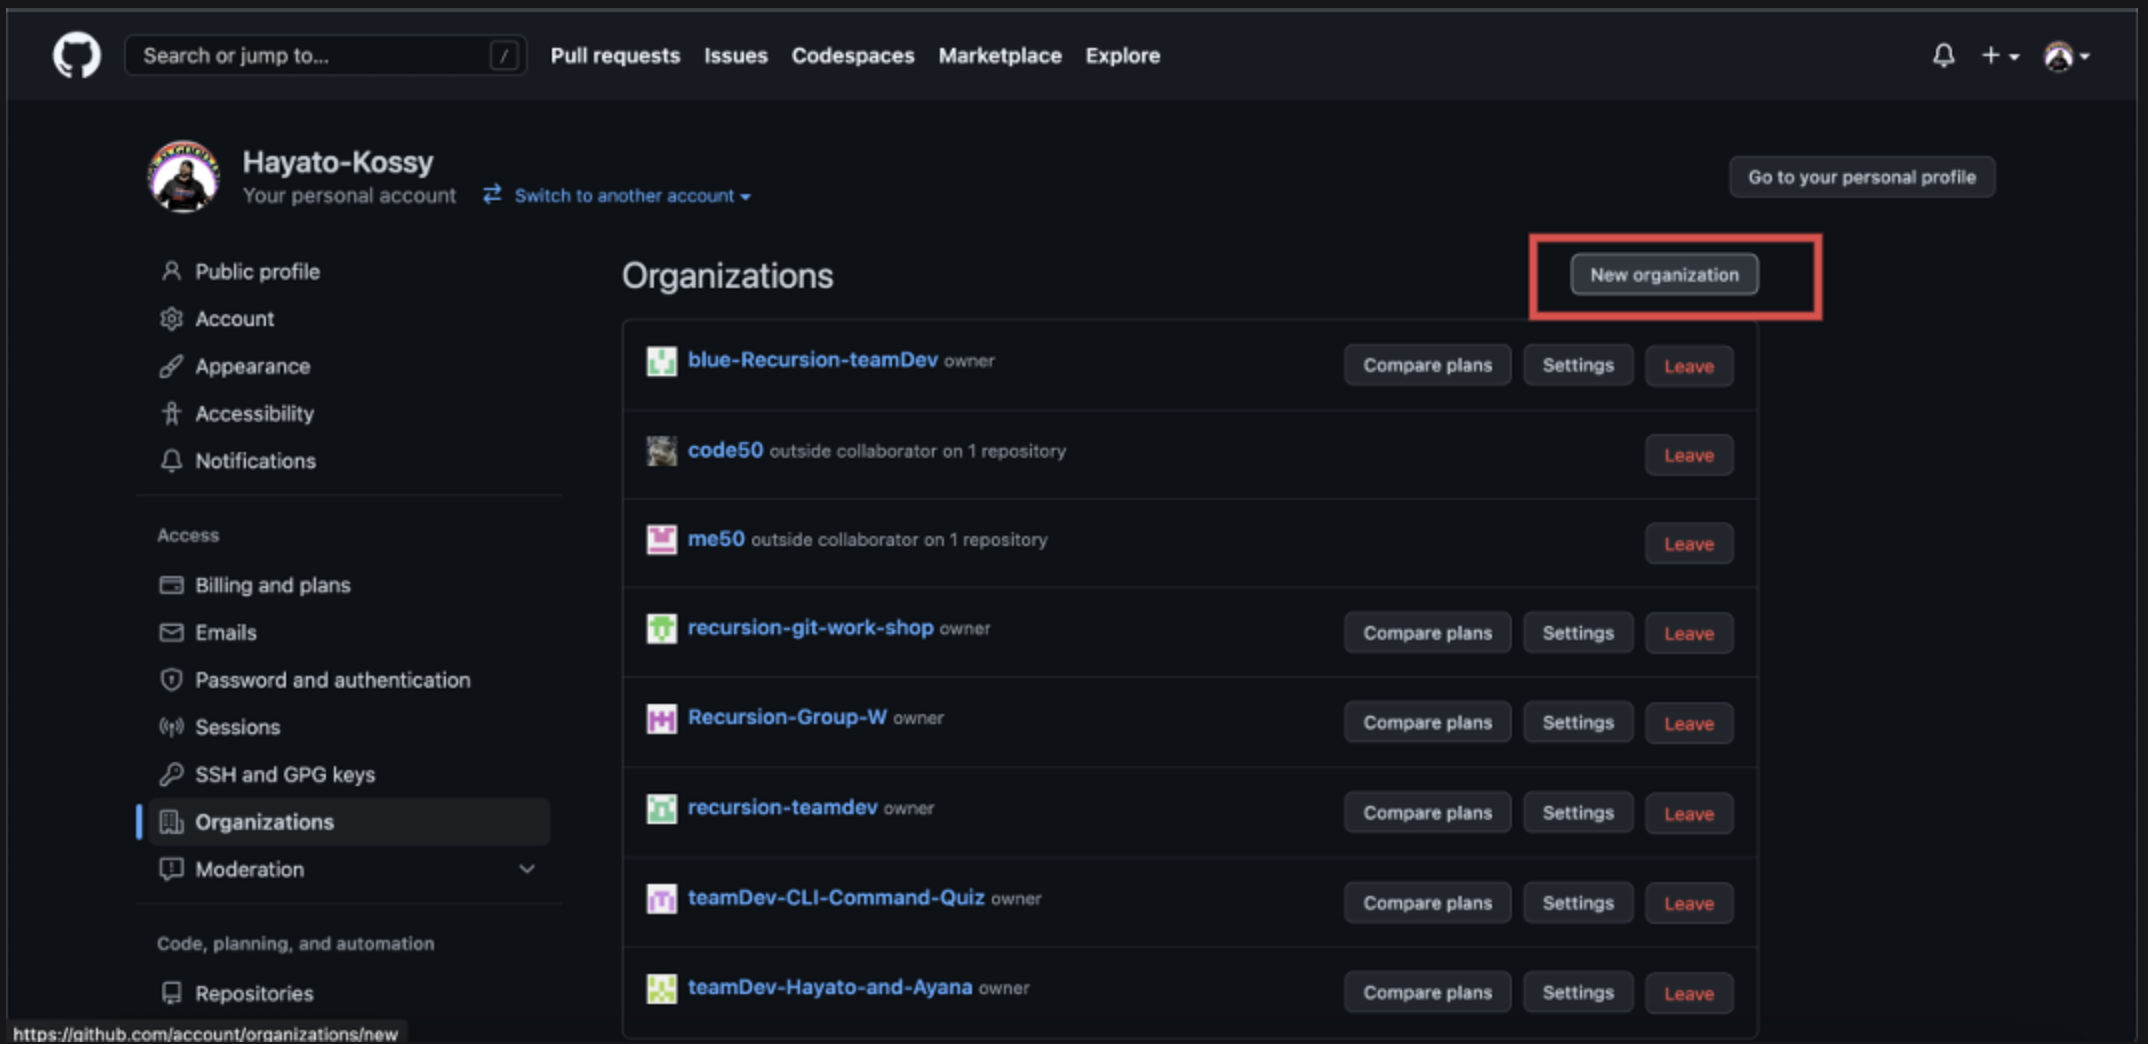 Search or jump to... /
Pull requests Issues Codespaces Marketplace Explore
Hayato-Kossy
Your personal account Switch to another account
Go to your personal profile
Public profile
Account
Appearance
Accessibility
Notifications
Access
Billing and plans
Emails
Password and authentication
Sessions
SSH and GPG keys
Organizations
Moderation
Code, planning, and automation
Repositories
Organizations
New organization
blue-Recursion-teamDev owner Compare plans Settings Leave
code50 outside collaborator on 1 repository Leave
me50 outside collaborator on 1 repository Leave
recursion-git-work-shop owner Compare plans Settings Leave
Recursion-Group-W owner Compare plans Settings Leave
recursion-teamdev owner Compare plans Settings Leave
teamDev-CLI-Command-Quiz owner Compare plans Settings Leave
teamDev-Hayato-and-Ayana owner Compare plans Settings Leave
https://github.com/account/organizations/new